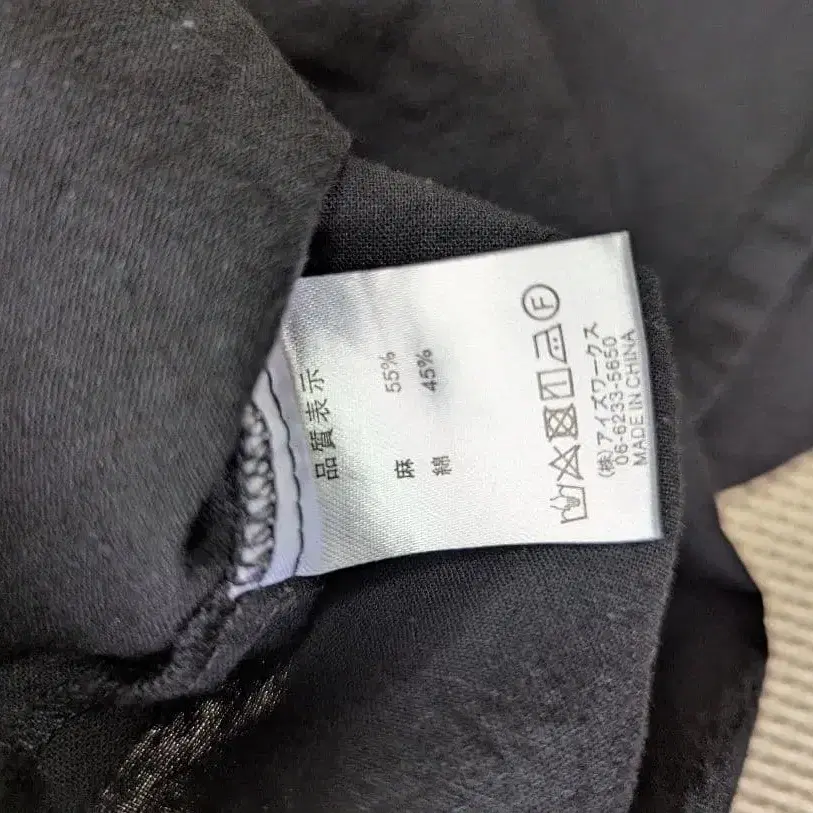 品質表示
麻 55%
綿 45%
F
(株)アイズワークス
06-6233-5650
MADE IN CHINA